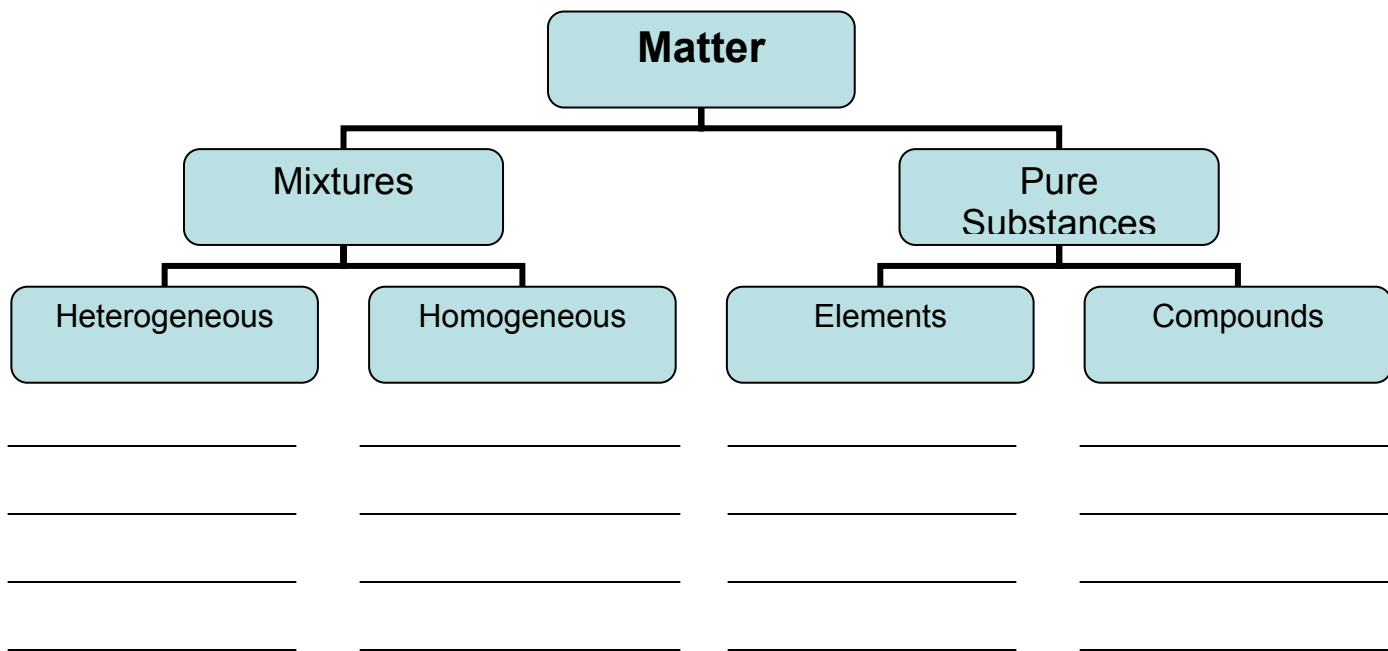 Matter
Mixtures
Pure
Substances
Heterogeneous
Homogeneous
Elements
Compounds